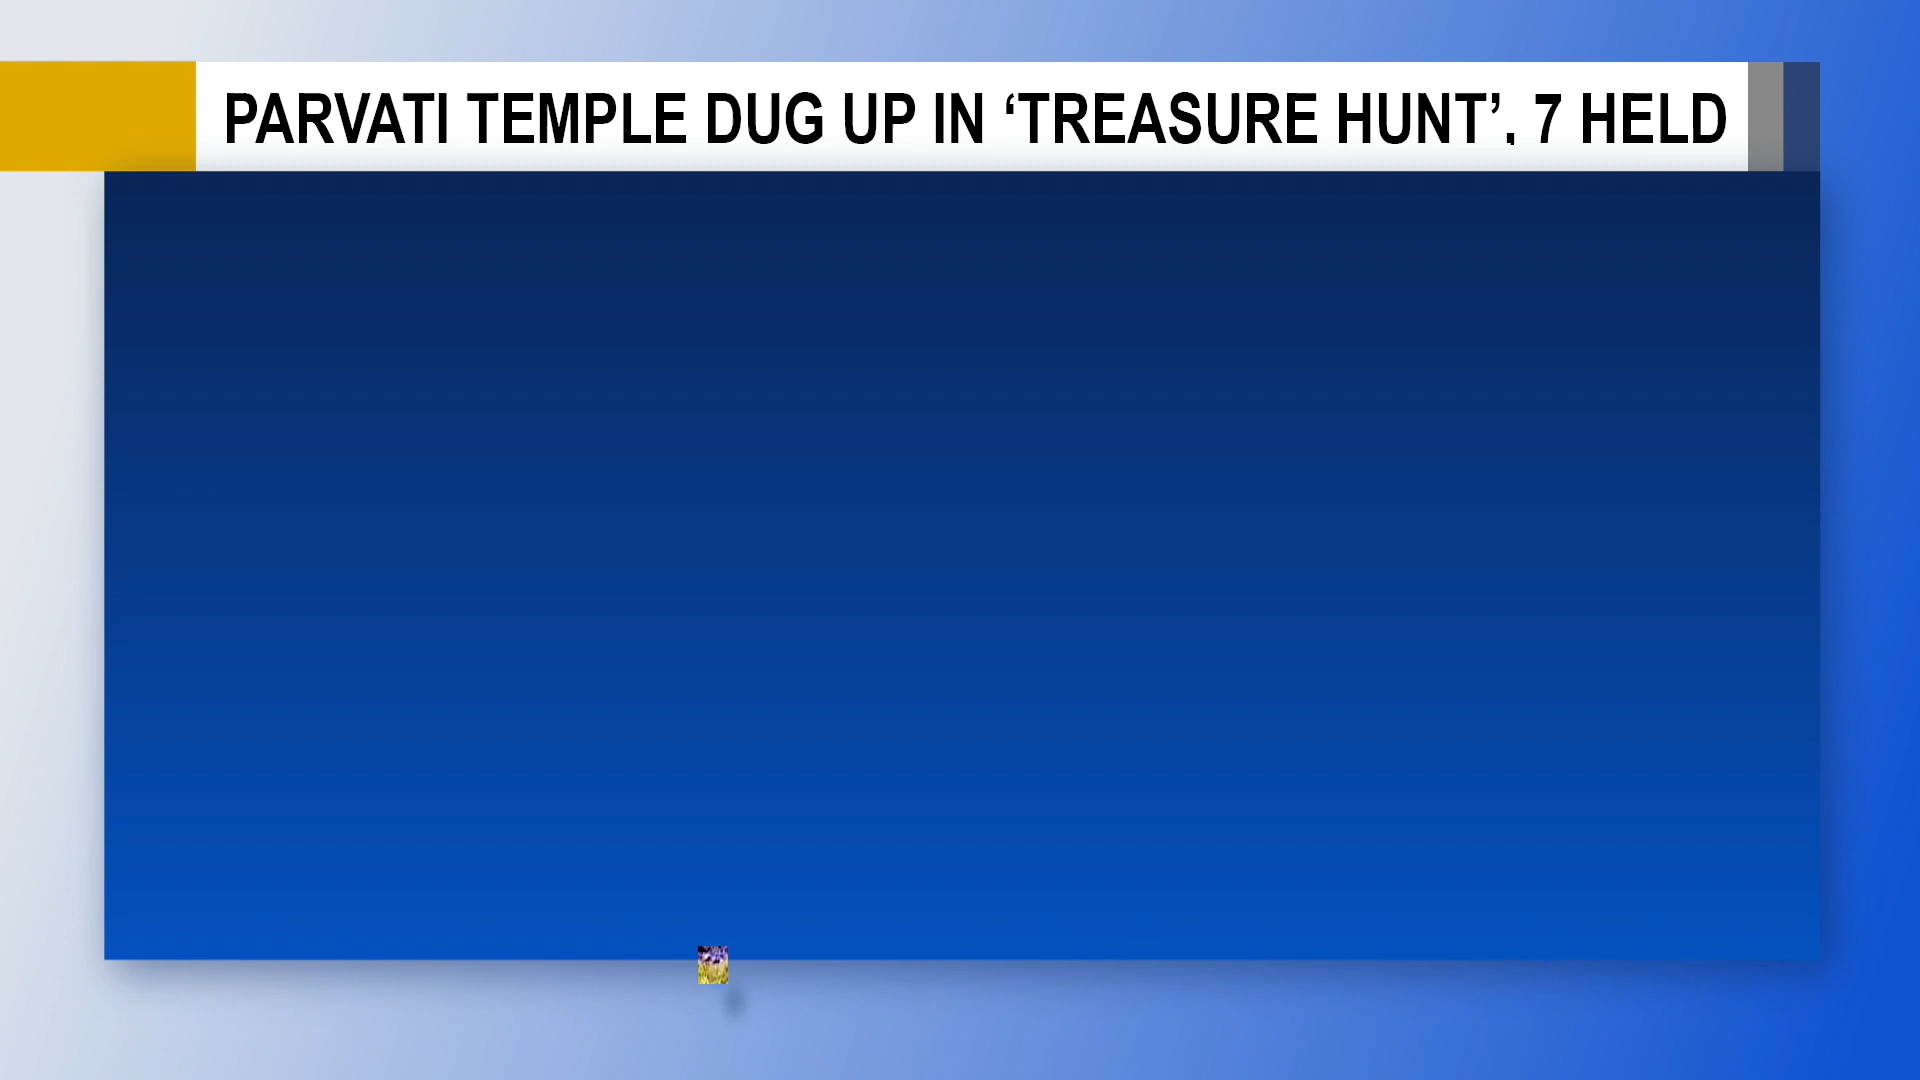 PARVATI TEMPLE DUG UP IN ‘TREASURE HUNT’, 7 HELD